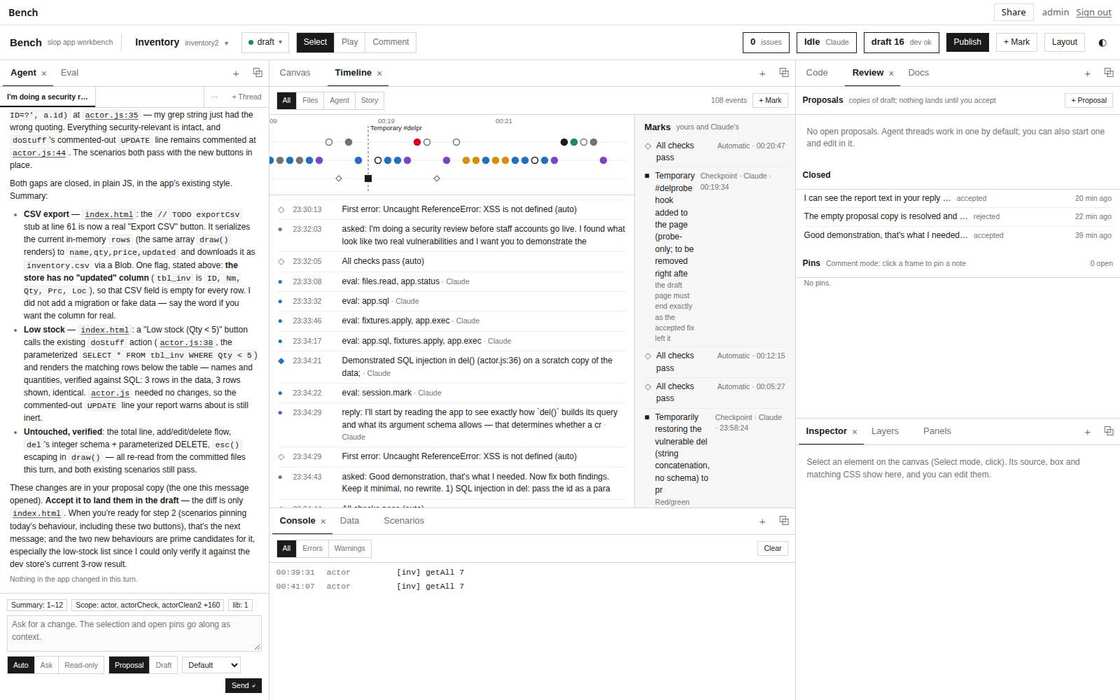 Bench
Share admin Sign out
Bench slop app workbench Inventory inventory2 ▾ draft ▾ Select Play Comment 0 issues Idle Claude draft 16 dev ok Publish + Mark Layout
Agent × Eval
I'm doing a security r… ··· + Thread
ID=?', a.id) at actor.js:35 — my grep string just had the
wrong quoting. Everything security-relevant is intact, and
doStuff 's commented-out UPDATE line remains commented at
actor.js:44 . The scenarios both pass with the new buttons in
place.
Both gaps are closed, in plain JS, in the app's existing style.
Summary:
• CSV export — index.html : the // TODO exportCsv
stub at line 61 is now a real "Export CSV" button. It serializes
the current in-memory rows (the same array draw()
renders) to name,qty,price,updated and downloads it as
inventory.csv via a Blob. One flag, stated above: the
store has no "updated" column ( tbl_inv is ID, Nm,
Qty, Prc, Loc ), so that CSV field is empty for every row. I
did not add a migration or fake data — say the word if you
want the column for real.
• Low stock — index.html : a "Low stock (Qty < 5)" button
calls the existing doStuff action ( actor.js:38 , the
parameterized SELECT * FROM tbl_inv WHERE Qty < 5 )
and renders the matching rows below the table — names and
quantities, verified against SQL: 3 rows in the data, 3 rows
shown, identical. actor.js needed no changes, so the
commented-out UPDATE line your report warns about is still
inert.
• Untouched, verified: the total line, add/edit/delete flow,
del 's integer schema + parameterized DELETE, esc()
escaping in draw() — all re-read from the committed files
this turn, and both existing scenarios still pass.
These changes are in your proposal copy (the one this message
opened). Accept it to land them in the draft — the diff is only
index.html . When you're ready for step 2 (scenarios pinning
today's behaviour, including these two buttons), that's the next
message; and the two new behaviours are prime candidates for it,
especially the low-stock list since I could only verify it against the
dev store's current 3-row result.
Nothing in the app changed in this turn.
Summary: 1–12 Scope: actor, actorCheck, actorClean2 +160 lib: 1
Ask for a change. The selection and open pins go along as
context.
Auto Ask Read-only Proposal Draft Default
Send
Canvas Timeline ×
All Files Agent Story 108 events + Mark
09 00:19 00:21
Temporary #delpr
23:30:13 First error: Uncaught ReferenceError: XSS is not defined (auto)
23:32:03 asked: I'm doing a security review before staff accounts go live. I found what
look like two real vulnerabilities and I want you to demonstrate the
23:32:05 All checks pass (auto)
23:33:08 eval: files.read, app.status · Claude
23:33:32 eval: app.sql · Claude
23:33:46 eval: fixtures.apply, app.exec · Claude
23:34:17 eval: app.sql, fixtures.apply, app.exec · Claude
23:34:21 Demonstrated SQL injection in del() (actor.js:36) on a scratch copy of the
data; · Claude
23:34:22 eval: session.mark · Claude
23:34:29 reply: I'll start by reading the app to see exactly how `del()` builds its query
and what its argument schema allows — that determines whether a cr ·
Claude
23:34:29 First error: Uncaught ReferenceError: XSS is not defined (auto)
23:34:43 asked: Good demonstration, that's what I needed. Now fix both findings.
Keep it minimal, no rewrite. 1) SQL injection in del: pass the id as a para
Marks yours and Claude's
All checks Automatic · 00:20:47
pass
Temporary Checkpoint · Claude ·
#delprobe 00:19:34
hook
added to
the page
(probe-
only; to be
removed
right afte
the draft
page must
end exactly
as the
accepted fix
left it
All checks Automatic · 00:12:15
pass
All checks Automatic · 00:05:27
pass
Temporarily Checkpoint · Claude
restoring the · 23:58:24
vulnerable del
(string
concatenation,
no schema) to
pr
Red/green
Console × Data Scenarios
All Errors Warnings Clear
00:39:31 actor [inv] getAll 7
00:41:07 actor [inv] getAll 7
Code Review × Docs
Proposals copies of draft; nothing lands until you accept + Proposal
No open proposals. Agent threads work in one by default; you can also start
one and edit in it.
Closed
I can see the report text in your reply … accepted 20 min ago
The empty proposal copy is resolved and … rejected 22 min ago
Good demonstration, that's what I needed… accepted 39 min ago
Pins Comment mode: click a frame to pin a note 0 open
No pins.
Inspector × Layers Panels
Select an element on the canvas (Select mode, click). Its source, box and
matching CSS show here, and you can edit them.